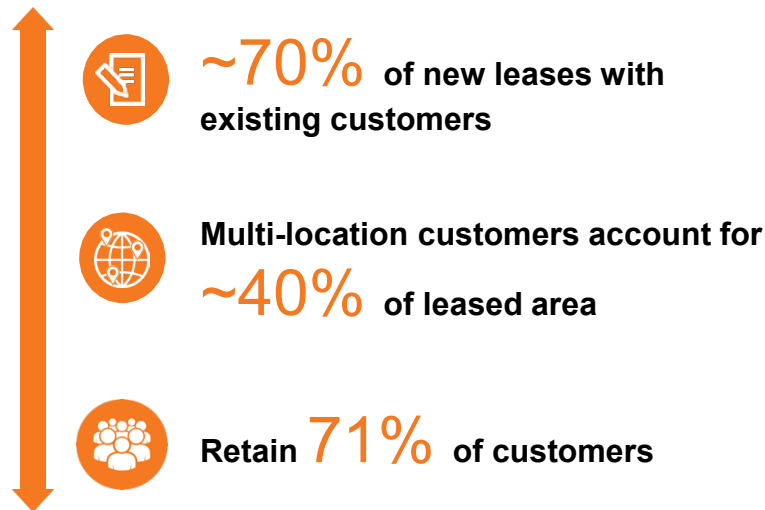 ~70% of new leases with
existing customers
Multi-location customers account for
~40% of leased area
Retain 71% of customers